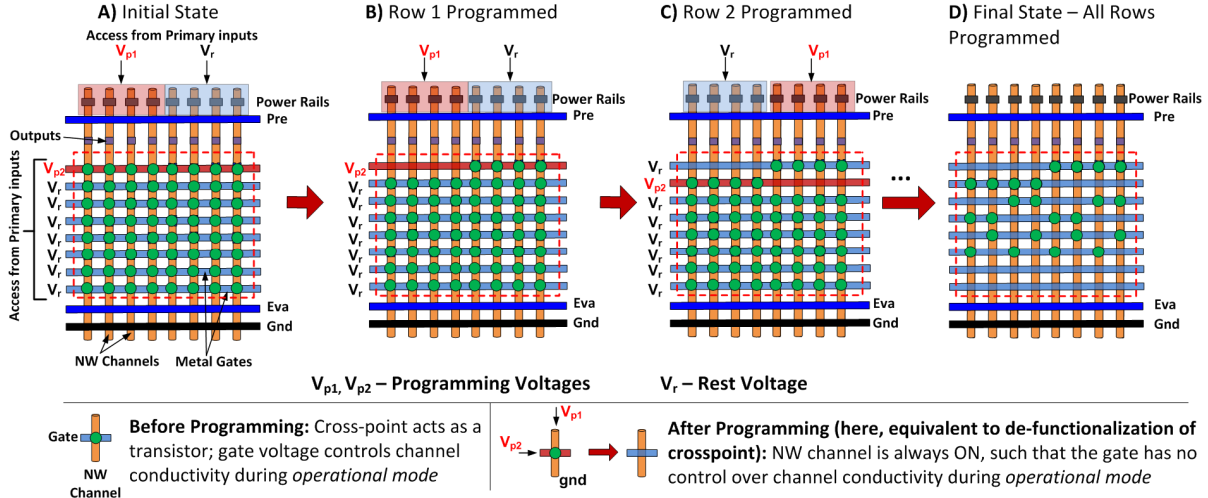 A) Initial State
Access from Primary inputs
Vp1
Vr
Power Rails
Pre
Outputs
Access from Primary inputs
Vp2
Vr
Vr
Vr
Vr
Vr
Vr
Vr
Eva
Gnd
NW Channels
Metal Gates
B) Row 1 Programmed
Vp1
Vr
Power Rails
Pre
Vp2
Vr
Vr
Vr
Vr
Vr
Vr
Vr
Eva
Gnd
C) Row 2 Programmed
Vr
Vp1
Power Rails
Pre
Vr
Vp2
Vr
Vr
Vr
Vr
Vr
Vr
Eva
Gnd
...
D) Final State – All Rows
Programmed
Power Rails
Pre
Eva
Gnd
Vp1, Vp2 – Programming Voltages
Vr – Rest Voltage
Gate
NW
Channel
Before Programming: Cross-point acts as a
transistor; gate voltage controls channel
conductivity during operational mode
Vp1
Vp2
gnd
After Programming (here, equivalent to de-functionalization of
crosspoint): NW channel is always ON, such that the gate has no
control over channel conductivity during operational mode